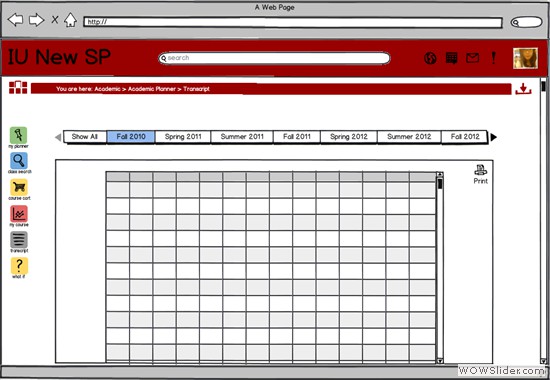 A Web Page
http://
IU New SP
search
You are here: Academic > Academic Planner > Transcript
Show All Fall 2010 Spring 2011 Summer 2011 Fall 2011 Spring 2012 Summer 2012 Fall 2012
my planner
class search
course cart
my course
transcript
what if
Print
WOWSlider.com